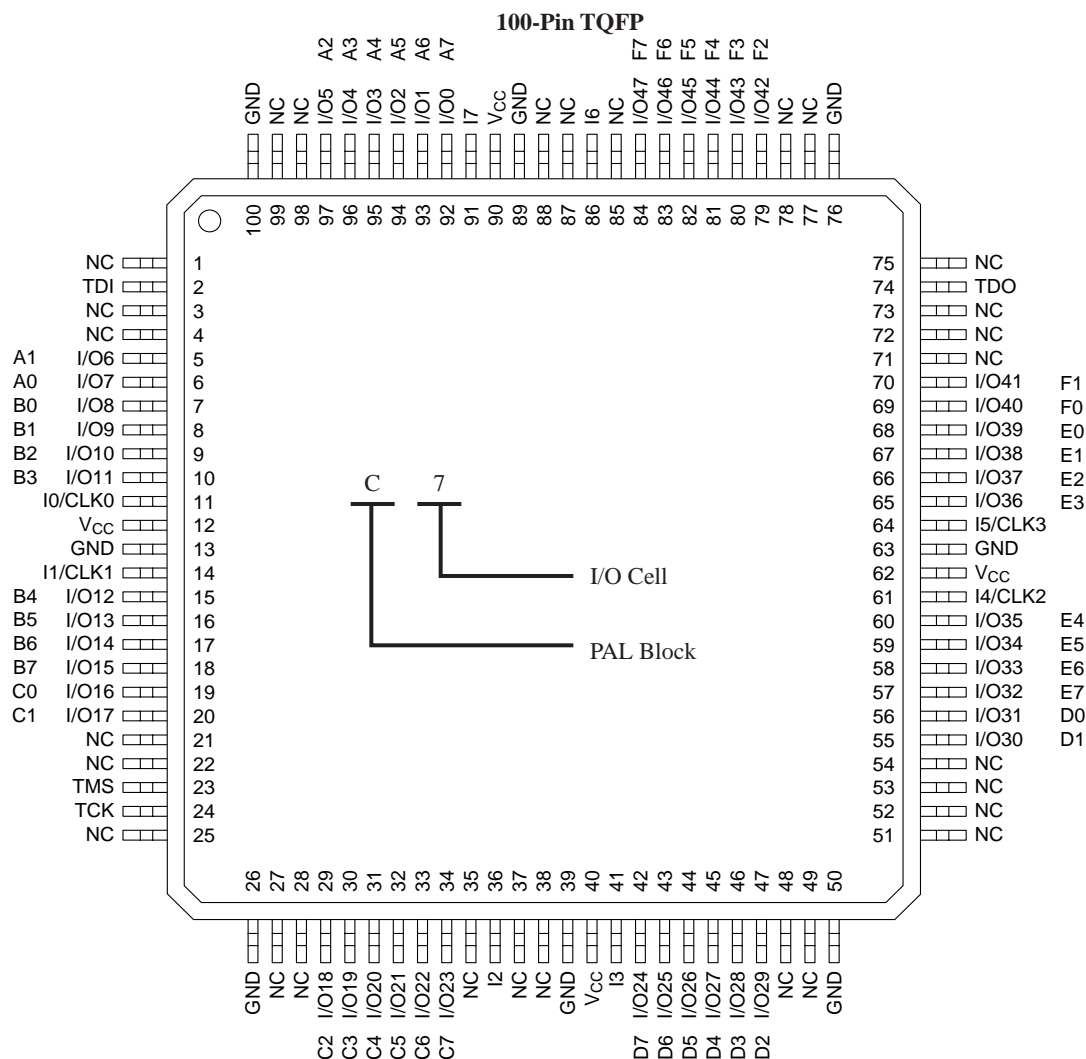 100-Pin TQFP
A2 A3 A4 A5 A6 A7 F7 F6 F5 F4 F3 F2
GND NC NC I/O5 I/O4 I/O3 I/O2 I/O1 I/O0 I7 VCC GND NC NC I6 NC I/O47 I/O46 I/O45 I/O44 I/O43 I/O42 NC NC GND
100 99 98 97 96 95 94 93 92 91 90 89 88 87 86 85 84 83 82 81 80 79 78 77 76
NC 1 75 NC
TDI 2 74 TDO
NC 3 73 NC
NC 4 72 NC
A1 I/O6 5 71 NC
A0 I/O7 6 70 I/O41 F1
B0 I/O8 7 69 I/O40 F0
B1 I/O9 8 68 I/O39 E0
B2 I/O10 9 67 I/O38 E1
B3 I/O11 10 66 I/O37 E2
I0/CLK0 11 65 I/O36 E3
C 7
VCC 12 64 I5/CLK3
GND 13 63 GND
I1/CLK1 14 62 VCC
I/O Cell
B4 I/O12 15 61 I4/CLK2
B5 I/O13 16 60 I/O35 E4
B6 I/O14 17 59 I/O34 E5
PAL Block
B7 I/O15 18 58 I/O33 E6
C0 I/O16 19 57 I/O32 E7
C1 I/O17 20 56 I/O31 D0
NC 21 55 I/O30 D1
NC 22 54 NC
TMS 23 53 NC
TCK 24 52 NC
NC 25 51 NC
26 27 28 29 30 31 32 33 34 35 36 37 38 39 40 41 42 43 44 45 46 47 48 49 50
GND NC NC I/O18 I/O19 I/O20 I/O21 I/O22 I/O23 NC I2 NC NC GND VCC I3 I/O24 I/O25 I/O26 I/O27 I/O28 I/O29 NC NC GND
C2 C3 C4 C5 C6 C7 D7 D6 D5 D4 D3 D2